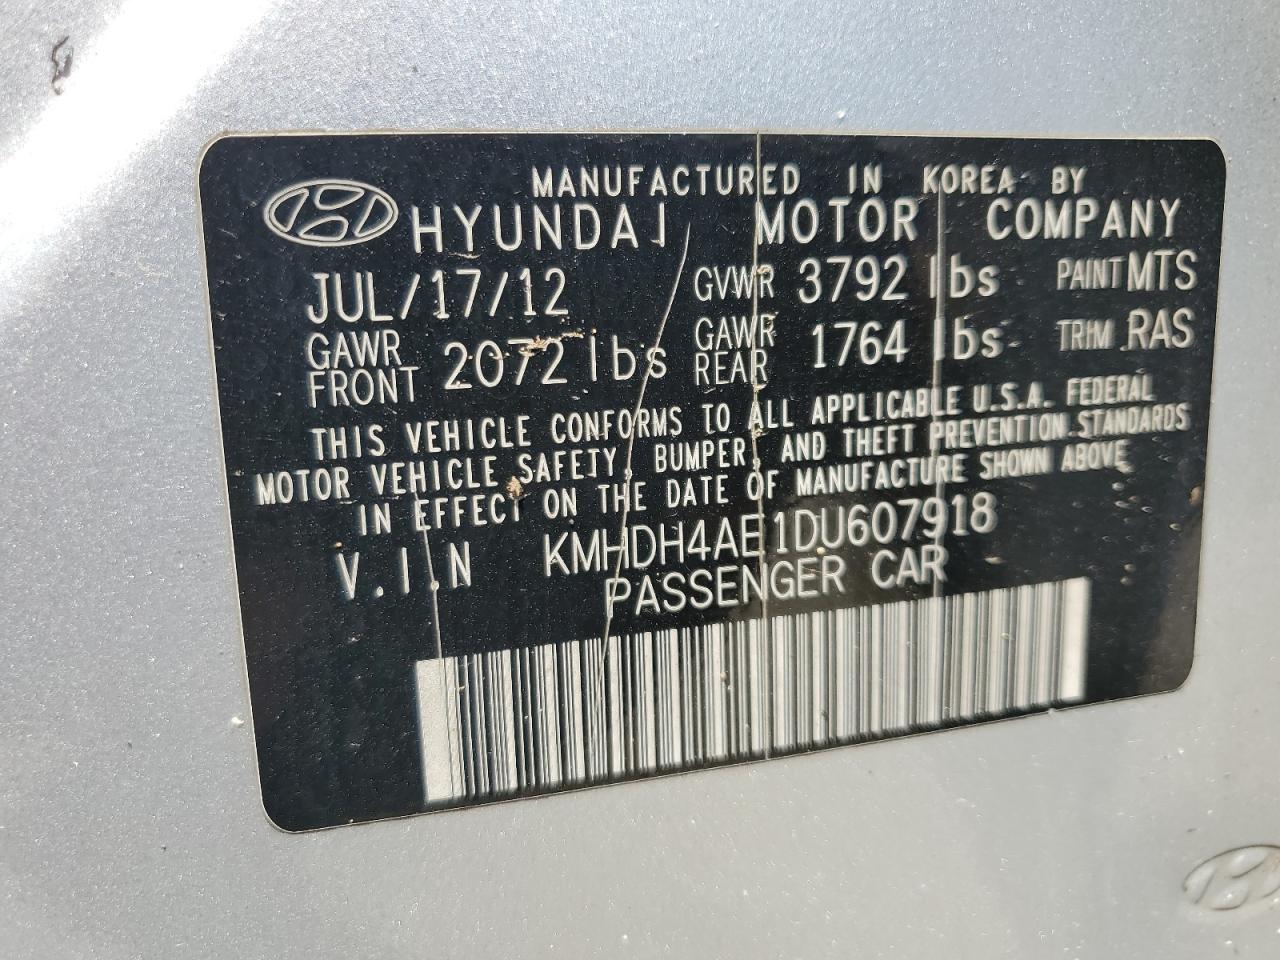 MANUFACTURED IN KOREA BY
HYUNDAI MOTOR COMPANY
JUL/17/12 GVWR 3792 lbs PAINT MTS
GAWR FRONT 2072 lbs GAWR REAR 1764 lbs TRIM RAS
THIS VEHICLE CONFORMS TO ALL APPLICABLE U.S.A. FEDERAL
MOTOR VEHICLE SAFETY, BUMPER, AND THEFT PREVENTION STANDARDS
IN EFFECT ON THE DATE OF MANUFACTURE SHOWN ABOVE
V.I.N KMHDH4AE1DU607918
PASSENGER CAR